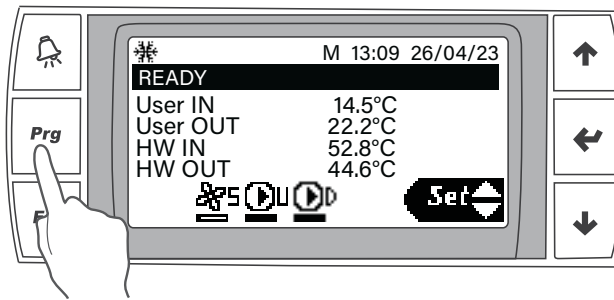 M 13:09 26/04/23
READY
User IN 14.5°C
User OUT 22.2°C
HW IN 52.8°C
HW OUT 44.6°C
S U D
Set
Prg